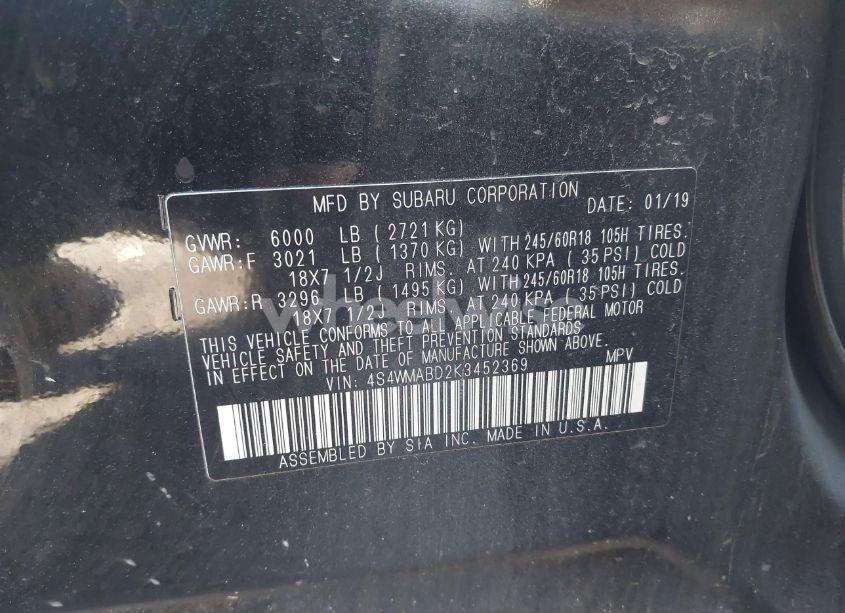 MFD BY SUBARU CORPORATION DATE: 01/19
GVWR: 6000 LB ( 2721 KG)
GAWR:F 3021 LB ( 1370 KG) WITH 245/60R18 105H TIRES.
18X7 1/2J RIMS. AT 240 KPA ( 35 PSI) COLD
GAWR:R 3296 LB ( 1495 KG) WITH 245/60R18 105H TIRES.
18X7 1/2J RIMS. AT 240 KPA ( 35 PSI) COLD
THIS VEHICLE CONFORMS TO ALL APPLICABLE FEDERAL MOTOR
VEHICLE SAFETY AND THEFT PREVENTION STANDARDS
IN EFFECT ON THE DATE OF MANUFACTURE SHOWN ABOVE.
VIN: 4S4WMABD2K3452369 MPV
ASSEMBLED BY SIA INC. MADE IN U.S.A.